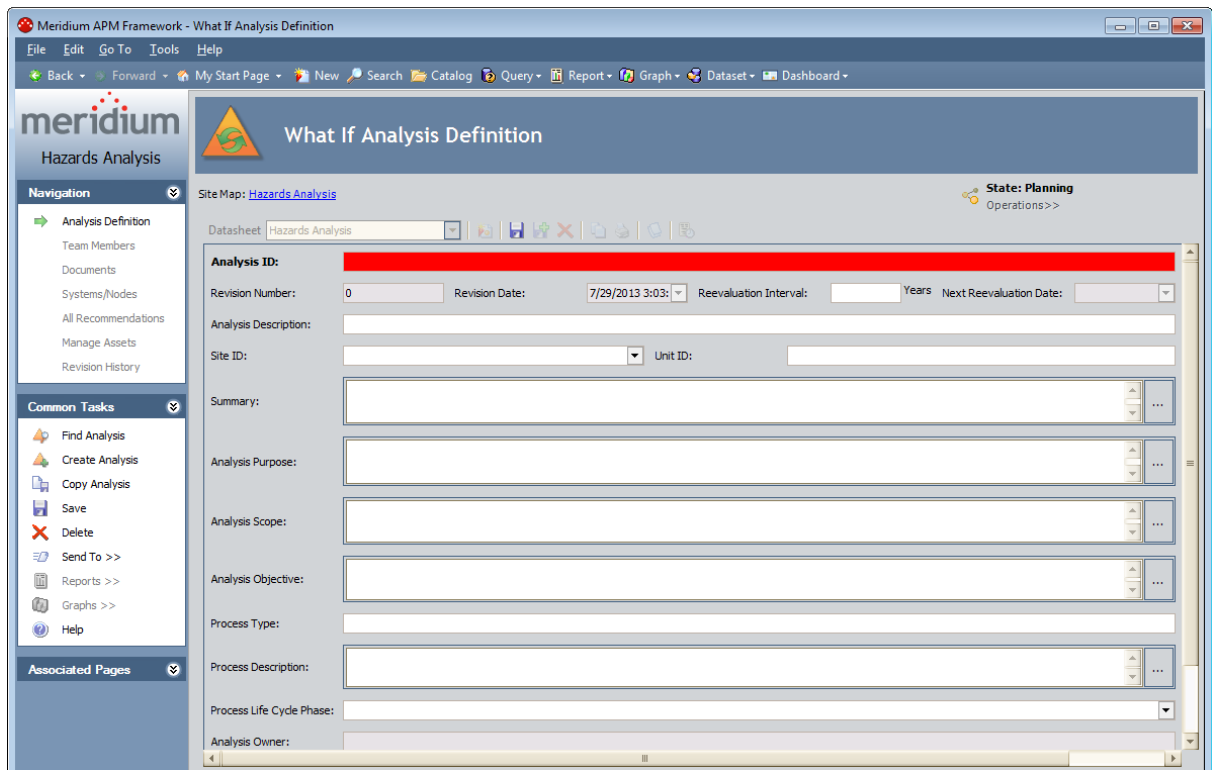 Meridium APM Framework - What If Analysis Definition
File Edit Go To Tools Help
Back Forward My Start Page New Search Catalog Query Report Graph Dataset Dashboard
meridium
Hazards Analysis
What If Analysis Definition
Navigation
Analysis Definition
Team Members
Documents
Systems/Nodes
All Recommendations
Manage Assets
Revision History
Common Tasks
Find Analysis
Create Analysis
Copy Analysis
Save
Delete
Send To >>
Reports >>
Graphs >>
Help
Associated Pages
Site Map: Hazards Analysis
State: Planning
Operations>>
Datasheet Hazards Analysis
Analysis ID:
Revision Number: 0 Revision Date: 7/29/2013 3:03: Reevaluation Interval: Years Next Reevaluation Date:
Analysis Description:
Site ID: Unit ID:
Summary: ...
Analysis Purpose: ...
Analysis Scope: ...
Analysis Objective: ...
Process Type:
Process Description: ...
Process Life Cycle Phase:
Analysis Owner: